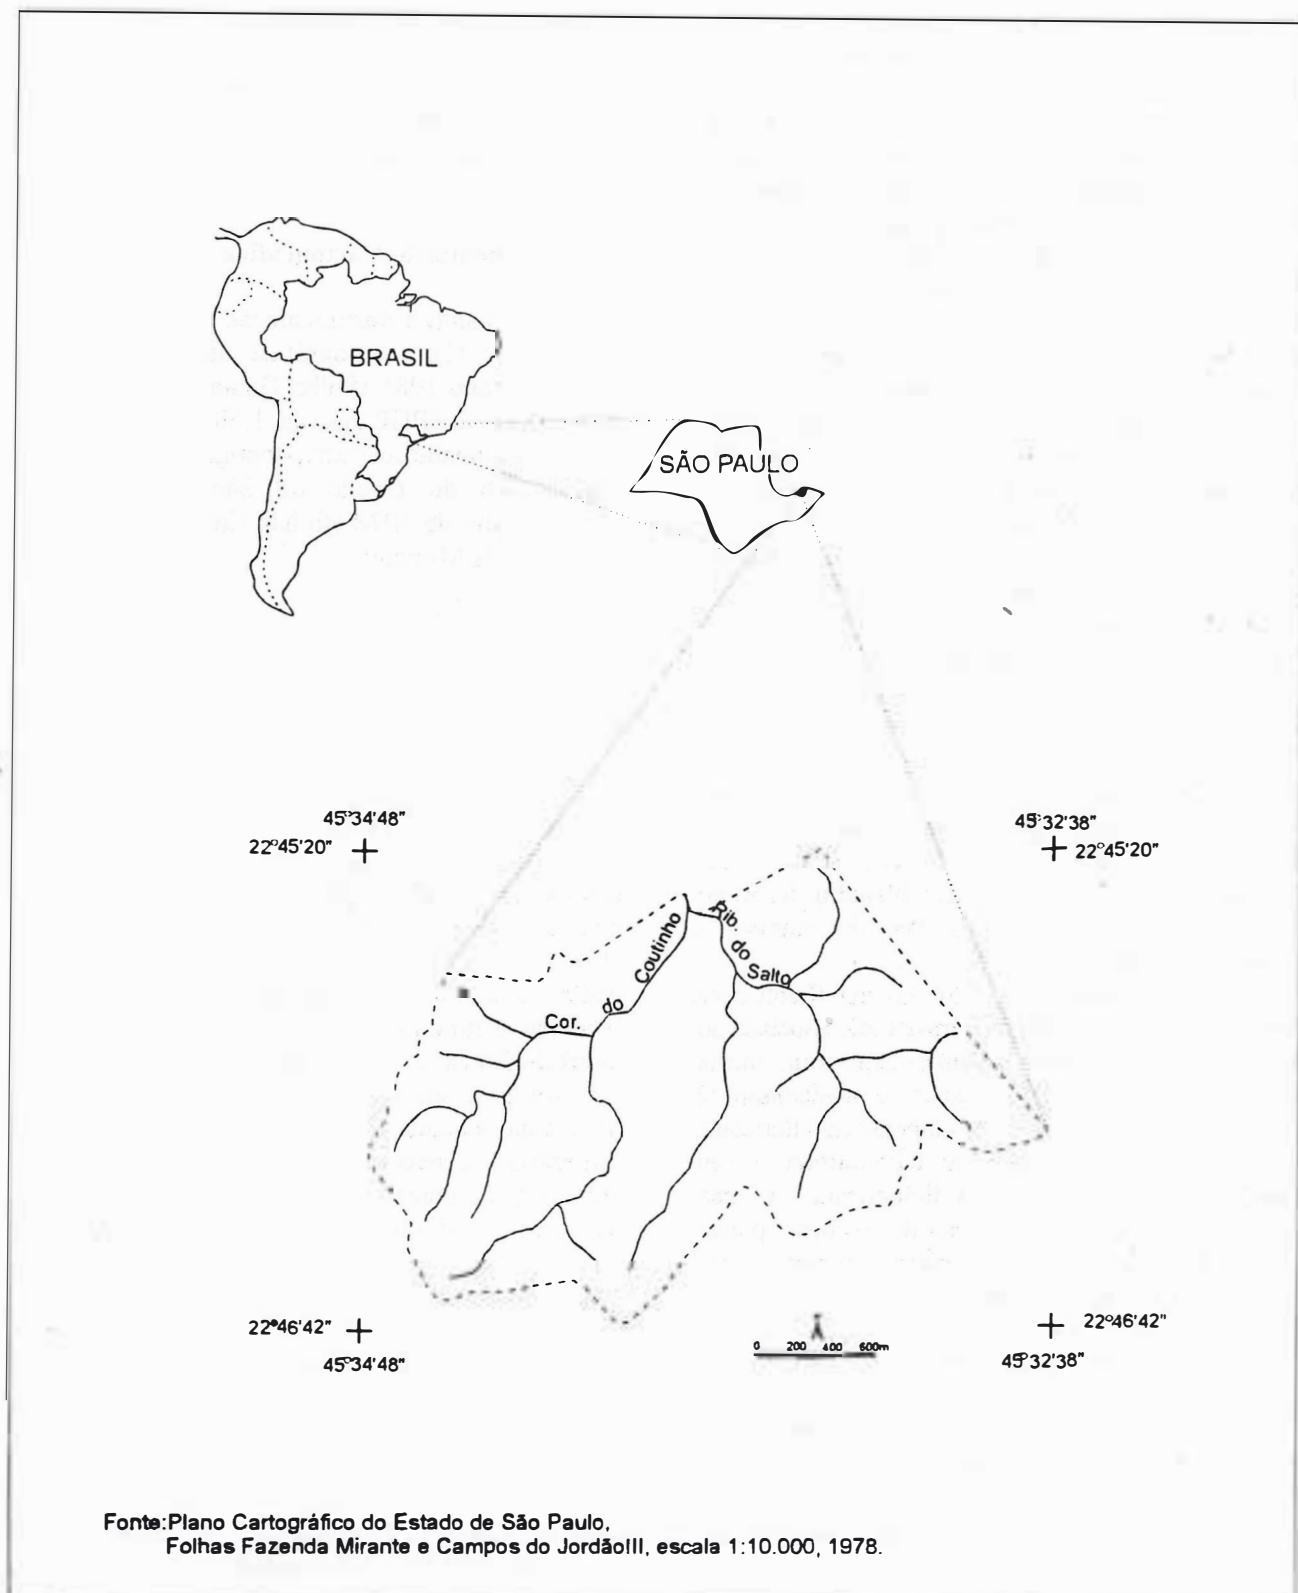 BRASIL
SÃO PAULO
45°34'48"
22°45'20"
45°32'38"
22°45'20"
Rib.
do
Salto
Coutinho
do
Cor.
22°46'42"
45°34'48"
0 200 400 600m
22°46'42"
45°32'38"
Fonte:Plano Cartográfico do Estado de São Paulo,
Folhas Fazenda Mirante e Campos do JordãoIII, escala 1:10.000, 1978.